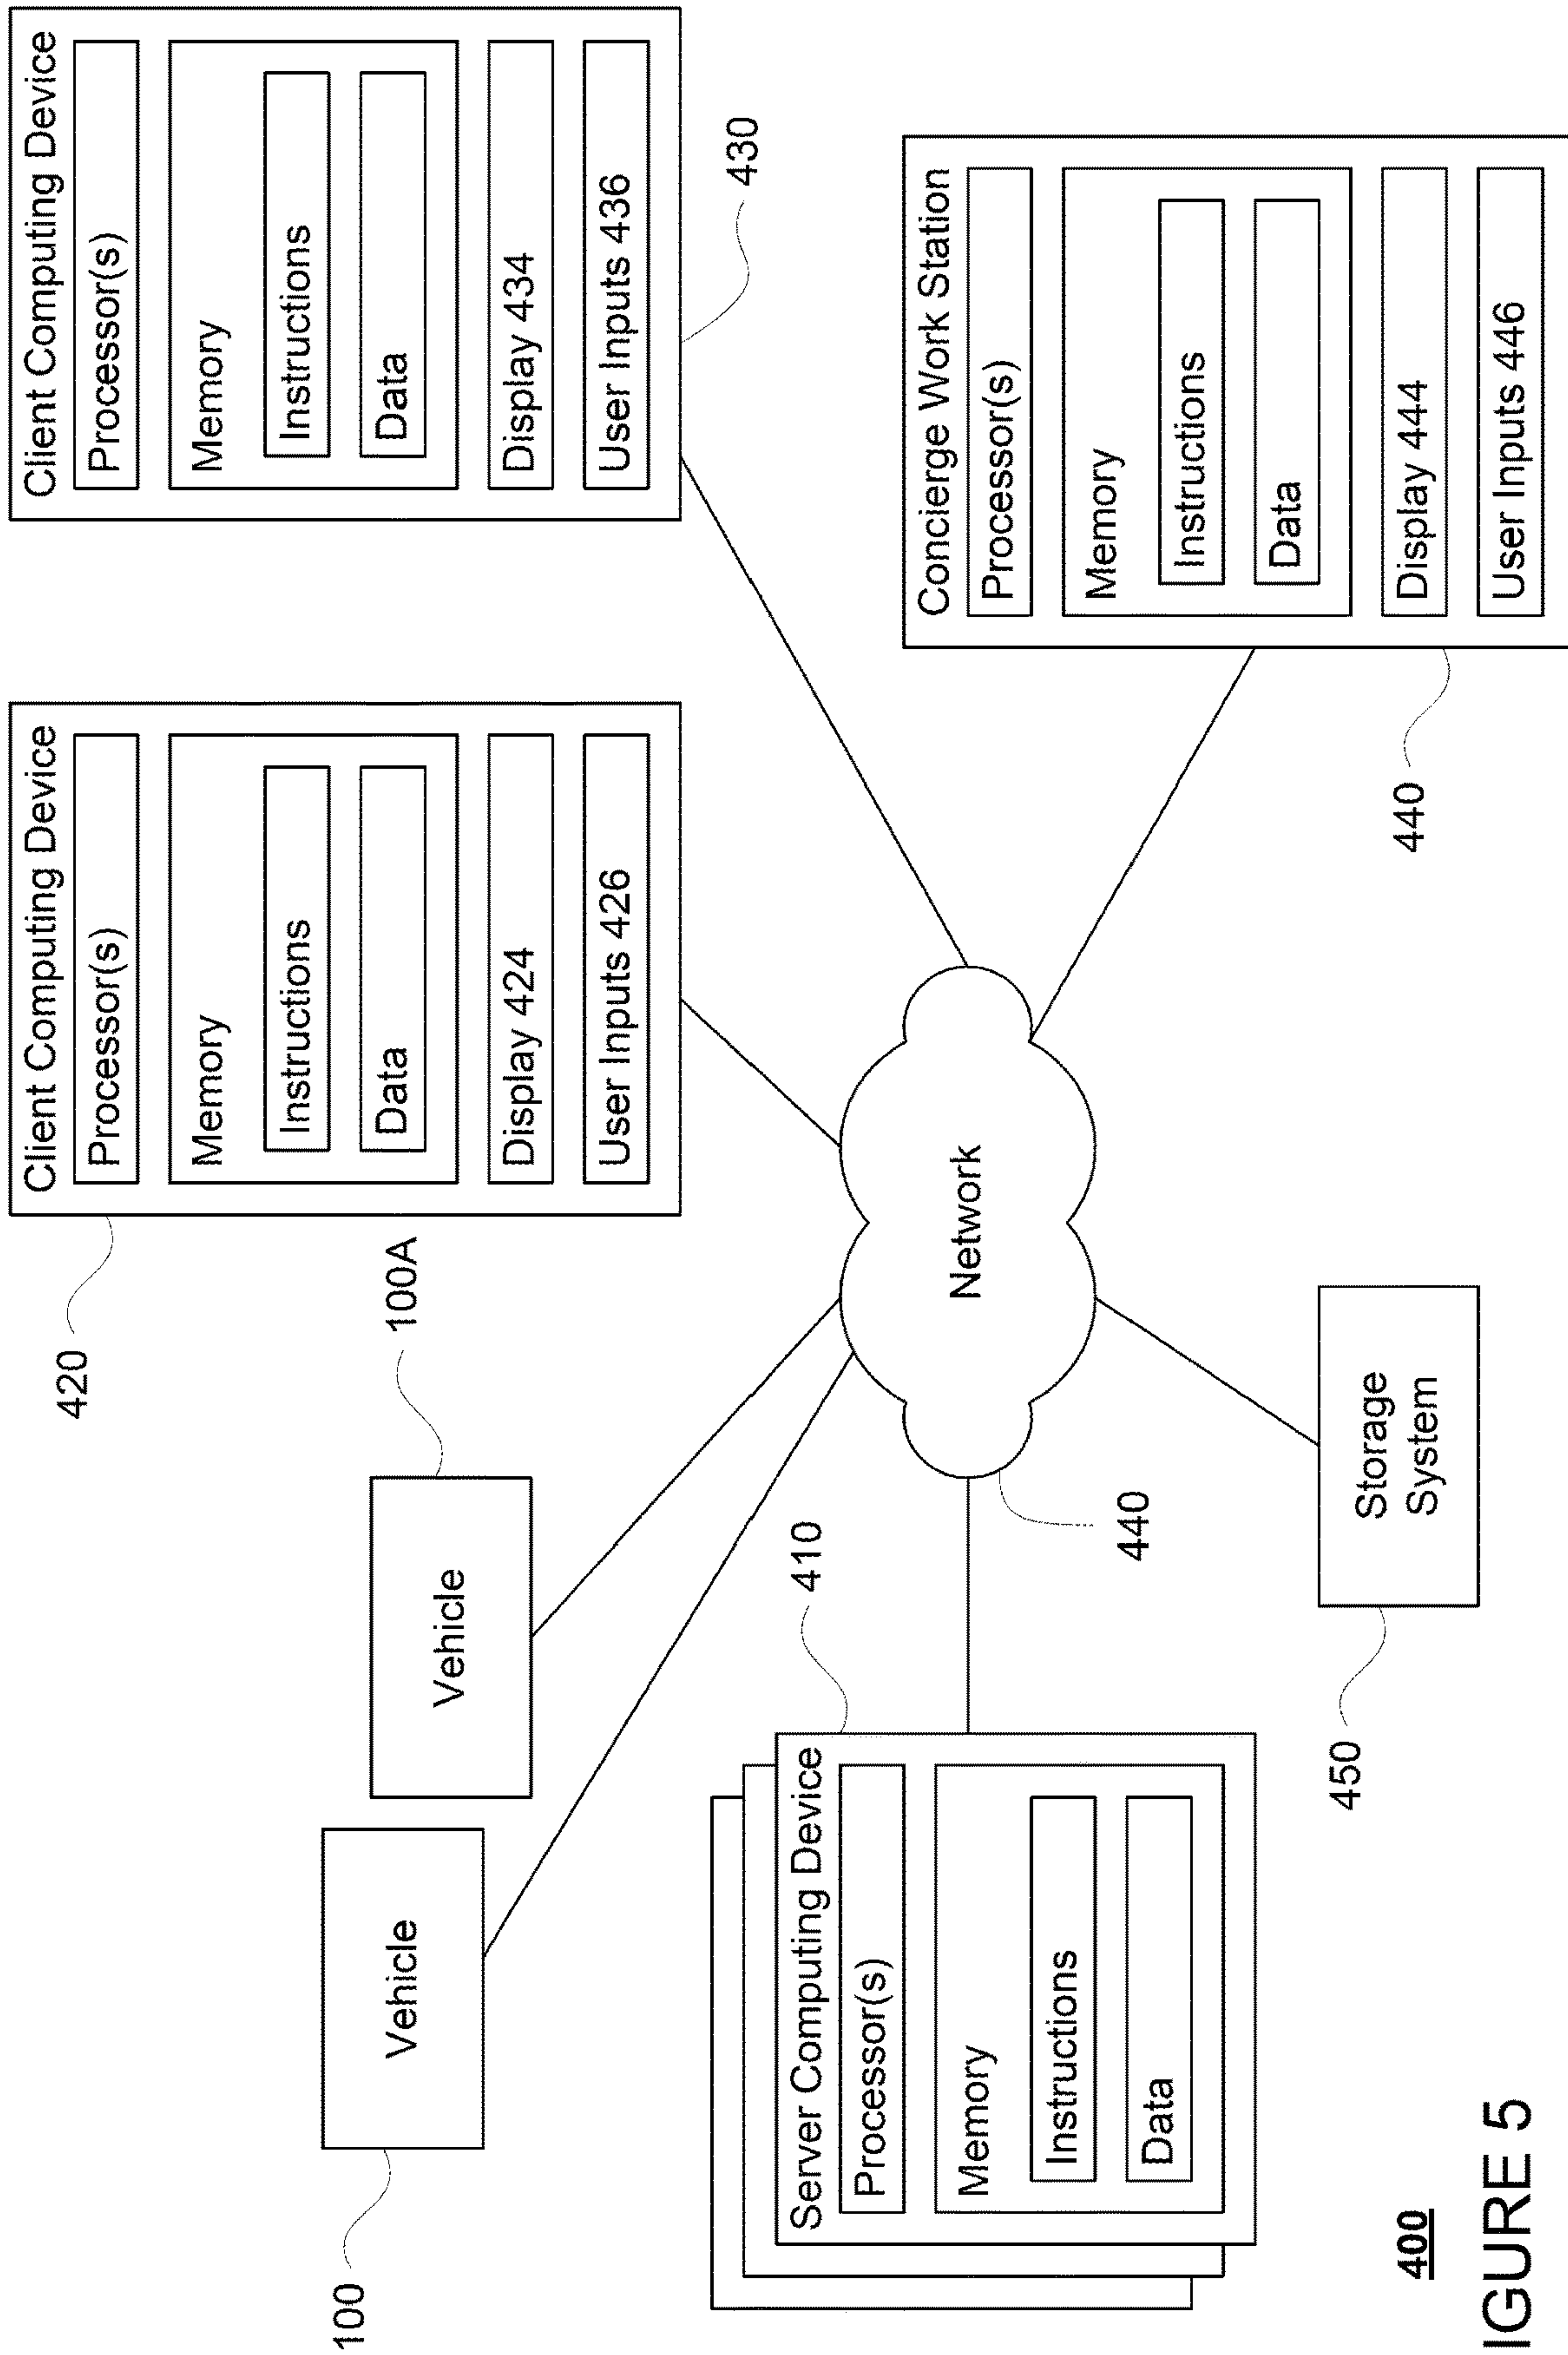 Client Computing Device
Processor(s)
Memory
Instructions
Data
Display 424
User Inputs 426
420
Client Computing Device
Processor(s)
Memory
Instructions
Data
Display 434
User Inputs 436
430
Vehicle
100
Vehicle
100A
Network
440
Server Computing Device
Processor(s)
Memory
Instructions
Data
410
Storage
System
450
Concierge Work Station
Processor(s)
Memory
Instructions
Data
Display 444
User Inputs 446
440
400
IGURE 5